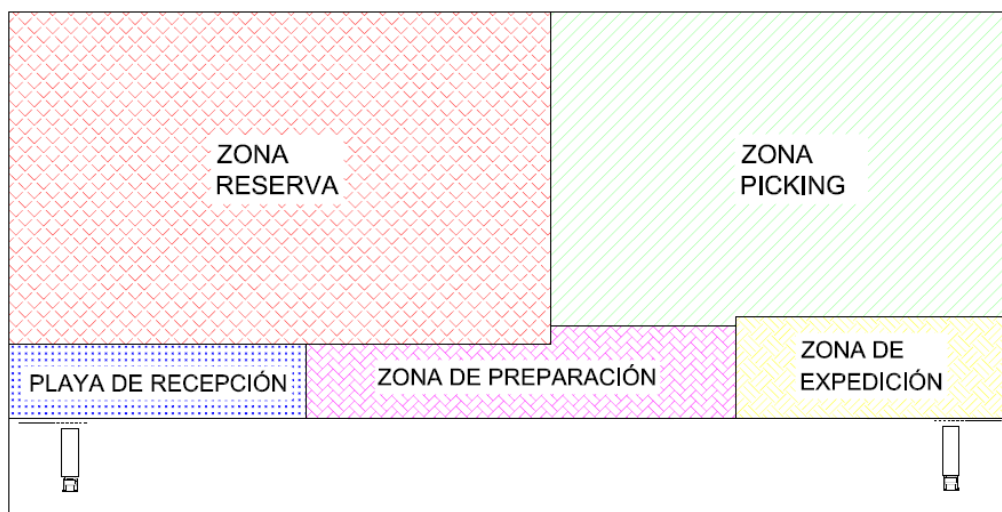 ZONA
RESERVA
ZONA
PICKING
PLAYA DE RECEPCIÓN
ZONA DE PREPARACIÓN
ZONA DE
EXPEDICIÓN